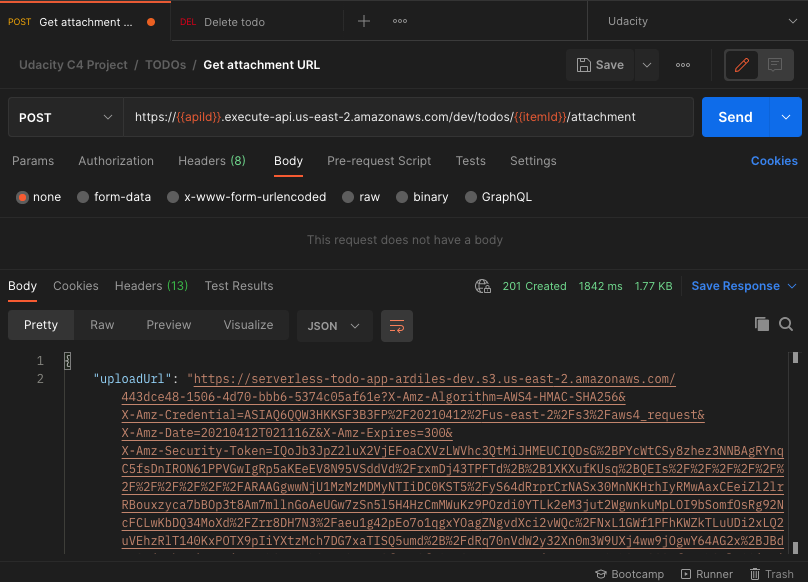 POST Get attachment ... DEL Delete todo Udacity
Udacity C4 Project / TODOs / Get attachment URL Save
POST https://{{apiId}}.execute-api.us-east-2.amazonaws.com/dev/todos/{{itemId}}/attachment Send
Params Authorization Headers (8) Body Pre-request Script Tests Settings Cookies
none form-data x-www-form-urlencoded raw binary GraphQL
This request does not have a body
Body Cookies Headers (13) Test Results 201 Created 1842 ms 1.77 KB Save Response
Pretty Raw Preview Visualize JSON
1 {
2 "uploadUrl": "https://serverless-todo-app-ardiles-dev.s3.us-east-2.amazonaws.com/
443dce48-1506-4d70-bbb6-5374c05af61e?X-Amz-Algorithm=AWS4-HMAC-SHA256&
X-Amz-Credential=ASIAQ6QQW3HKKSF3B3FP%2F20210412%2Fus-east-2%2Fs3%2Faws4_request&
X-Amz-Date=20210412T021116Z&X-Amz-Expires=300&
X-Amz-Security-Token=IQoJb3JpZ2luX2VjEFoaCXVzLWVhc3QtMiJHMEUCIQDsG%2BPYcWtCSy8zhez3NNBAgRYnq
C5fsDnIRON61PPVGwIgRp5aKEeEV8N95VSddVd%2FrxmDj43TPFTd%2B%2B1XKXufKUsq%2BQEIs%2F%2F%2F%2F%2F%
2F%2F%2F%2F%2FARAAGgwwNjU1MzMzMDMyNTIiDC0KST5%2FyS64dRrprCrNASx30MnNKHrhIyRMwAaxCEeiZl2lr
RBouxzyca7bBOp3t8Am7mllnGoAeUGw7zSn5l5H4HzCmMWuKz9POzdi0YTLk2eM3jut2WgwnkuMpLOI9bSomfOsRg92N
cFCLwKbDQ34MoXd%2FZrr8DH7N3%2Faeu1g42pEo7o1qgxYOagZNgvdXci2vWQc%2FNxL1GWf1PFhKWZkTLuUDi2xLQ2
uVEhzRlT140KxPOTX9pIiYXtzMch7DG7xaTISQ5umd%2B%2FdRq70nVdW2y32Xn0m3W9UXj4ww9jOgwY64AG2x%2BJBd
Bootcamp Runner Trash